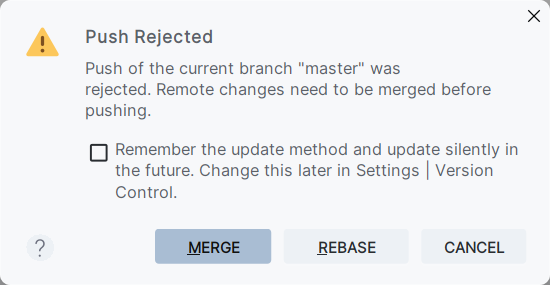 Push Rejected
Push of the current branch "master" was
rejected. Remote changes need to be merged before
pushing.
Remember the update method and update silently in
the future. Change this later in Settings | Version
Control.
?
MERGE
REBASE
CANCEL